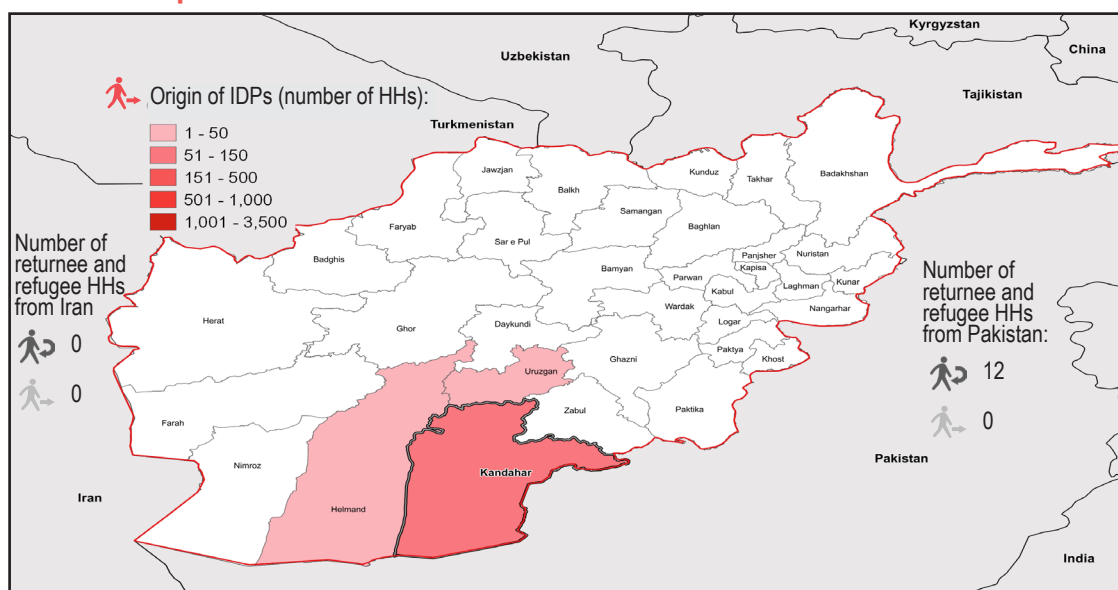 Kyrgyzstan
China
Uzbekistan
Tajikistan
Turkmenistan
Origin of IDPs (number of HHs):
1 - 50
51 - 150
151 - 500
501 - 1,000
1,001 - 3,500
Number of
returnee and
refugee HHs
from Iran
0
0
Jawzjan
Balkh
Kunduz
Takhar
Badakhshan
Faryab
Samangan
Sar e Pul
Baghlan
Badghis
Panjsher
Nuristan
Bamyan
Parwan
Kapisa
Kabul
Laghman
Kunar
Herat
Wardak
Nangarhar
Ghor
Daykundi
Logar
Ghazni
Paktya
Khost
Uruzgan
Zabul
Paktika
Farah
Nimroz
Kandahar
Helmand
Number of
returnee and
refugee HHs
from Pakistan:
12
0
Pakistan
Iran
India